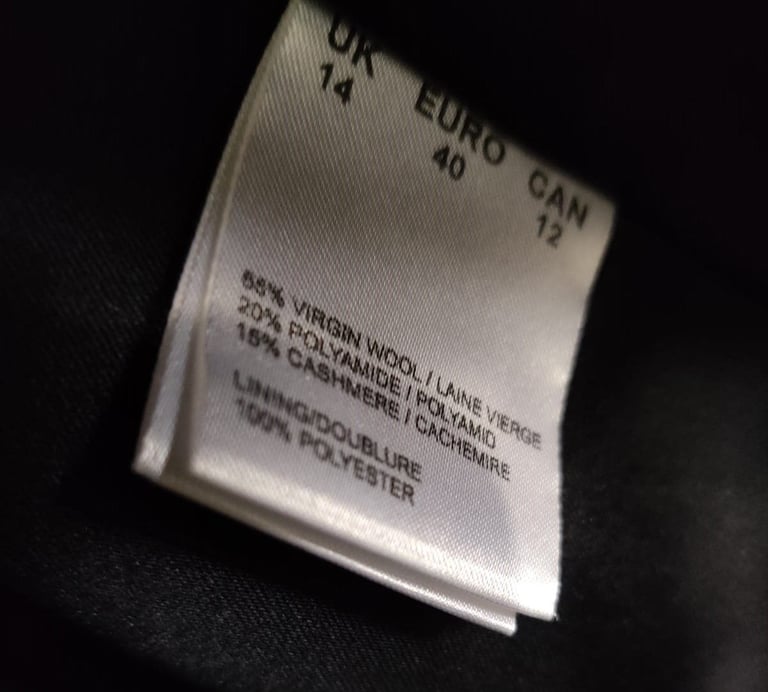 UK EURO CAN
14 40 12
65% VIRGIN WOOL / LAINE VIERGE
20% POLYAMIDE / POLYAMID
15% CASHMERE / CACHEMIRE
LINING/DOUBLURE
100% POLYESTER